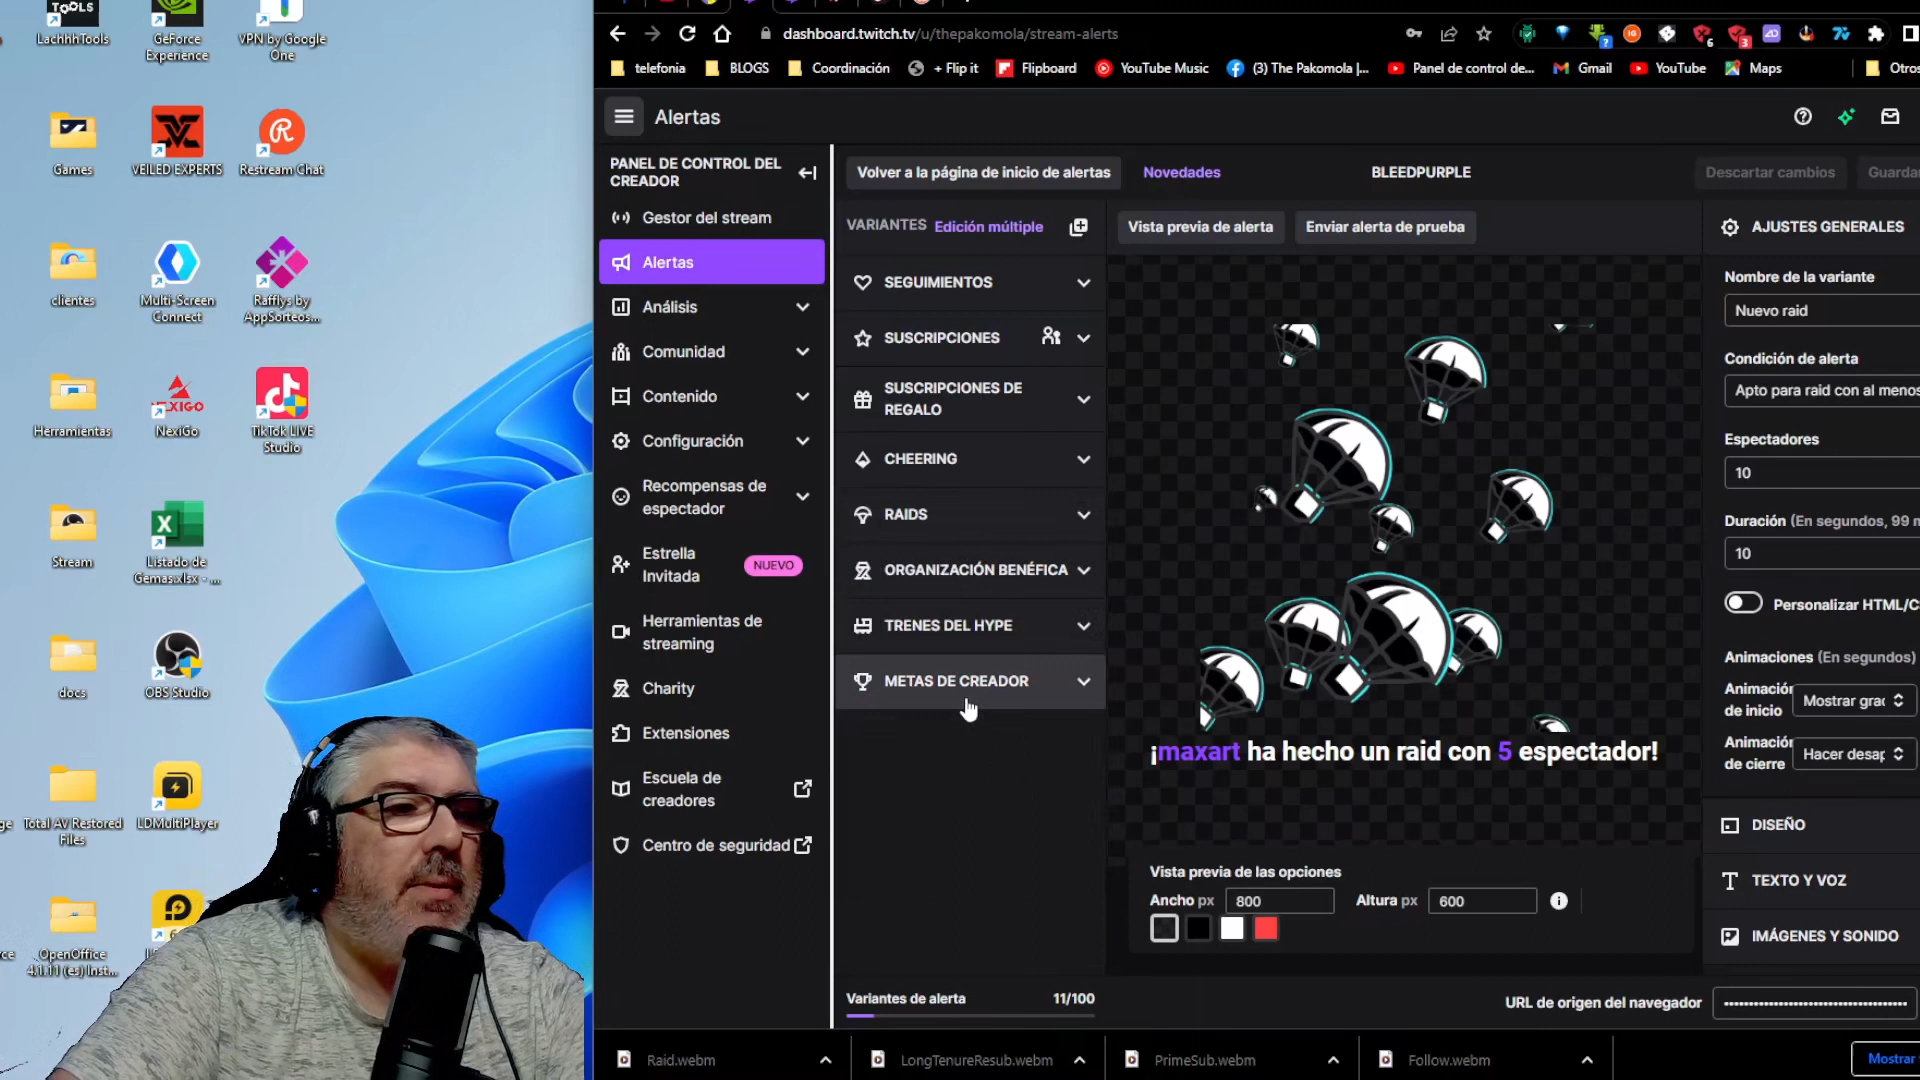 LachhhTools
GeForce
Experience
VPN by Google
One
Games
VEILED EXPERTS
Restream Chat
clientes
Multi-Screen
Connect
Rafflys by
AppSorteos...
Herramientas
NEXIGO
NexiGo
TikTok LIVE
Studio
Stream
Listado de
Gemas.xlsx - ...
docs
OBS Studio
Total AV Restored
Files
LDMultiPlayer
OpenOffice
4.1.11 (es) Inst...
dashboard.twitch.tv/u/thepakomola/stream-alerts
telefonia
BLOGS
Coordinación
+ Flip it
Flipboard
YouTube Music
(3) The Pakomola |...
Panel de control de...
Gmail
YouTube
Maps
Otros
Alertas
PANEL DE CONTROL DEL
CREADOR
Gestor del stream
Alertas
Análisis
Comunidad
Contenido
Configuración
Recompensas de
espectador
Estrella
Invitada
NUEVO
Herramientas de
streaming
Charity
Extensiones
Escuela de
creadores
Centro de seguridad
Volver a la página de inicio de alertas
Novedades
BLEEDPURPLE
Descartar cambios
Guardar
VARIANTES
Edición múltiple
SEGUIMIENTOS
SUSCRIPCIONES
SUSCRIPCIONES DE
REGALO
CHEERING
RAIDS
ORGANIZACIÓN BENÉFICA
TRENES DEL HYPE
METAS DE CREADOR
Variantes de alerta
11/100
Vista previa de alerta
Enviar alerta de prueba
¡maxart ha hecho un raid con 5 espectador!
Vista previa de las opciones
Ancho px
800
Altura px
600
AJUSTES GENERALES
Nombre de la variante
Nuevo raid
Condición de alerta
Apto para raid con al menos
Espectadores
10
Duración (En segundos, 99 m
10
Personalizar HTML/C
Animaciones (En segundos)
Animación
de inicio
Mostrar grad
Animación
de cierre
Hacer desap
DISEÑO
TEXTO Y VOZ
IMÁGENES Y SONIDO
URL de origen del navegador
Raid.webm
LongTenureResub.webm
PrimeSub.webm
Follow.webm
Mostrar